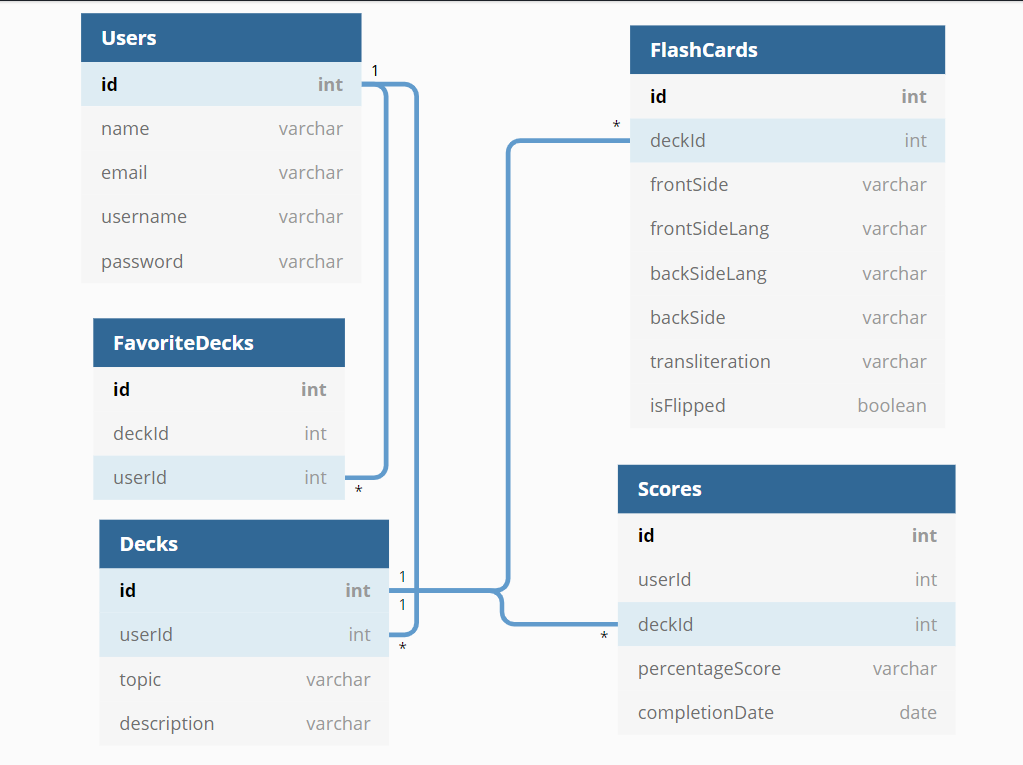 Users
id int
1
name varchar
email varchar
username varchar
password varchar
FavoriteDecks
id int
deckId int
userId int
*
Decks
id int
1
1
userId int
*
topic varchar
description varchar
FlashCards
id int
*
deckId int
frontSide varchar
frontSideLang varchar
backSideLang varchar
backSide varchar
transliteration varchar
isFlipped boolean
Scores
id int
userId int
deckId int
*
percentageScore varchar
completionDate date